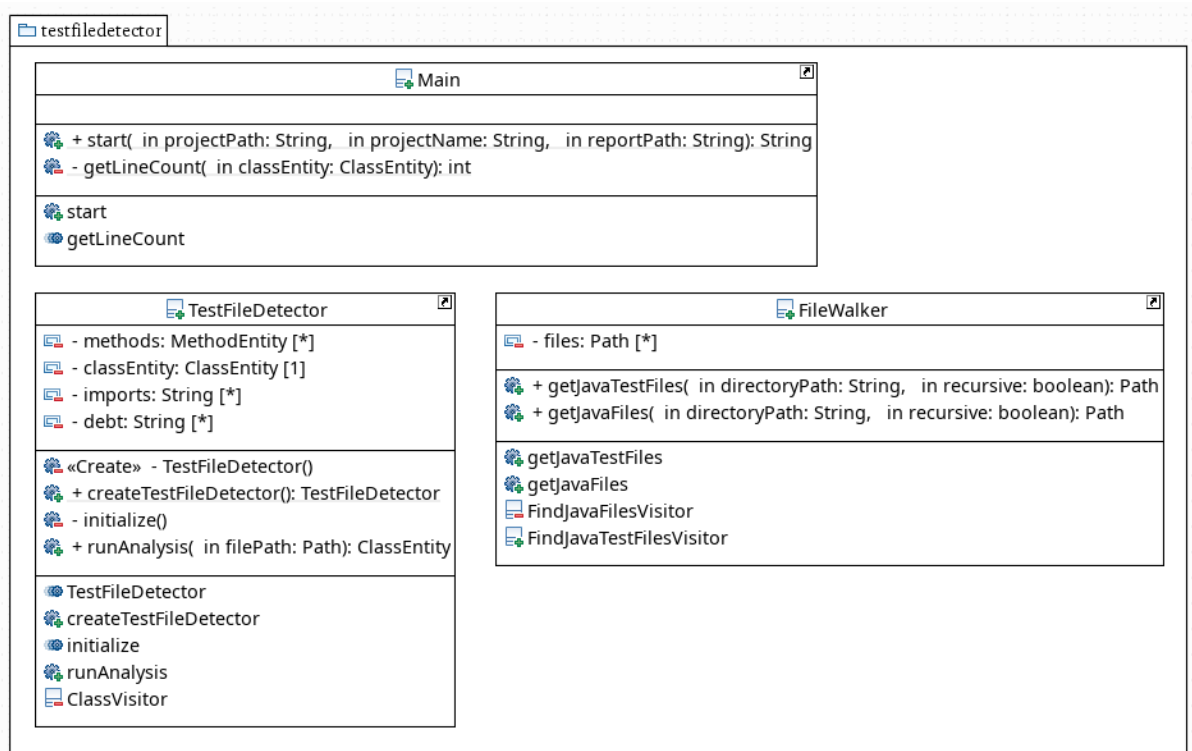 testfiledetector
Main
+ start( in projectPath: String, in projectName: String, in reportPath: String): String
- getLineCount( in classEntity: ClassEntity): int
start
getLineCount
TestFileDetector
- methods: MethodEntity [*]
- classEntity: ClassEntity [1]
- imports: String [*]
- debt: String [*]
«Create» - TestFileDetector()
+ createTestFileDetector(): TestFileDetector
- initialize()
+ runAnalysis( in filePath: Path): ClassEntity
TestFileDetector
createTestFileDetector
initialize
runAnalysis
ClassVisitor
FileWalker
- files: Path [*]
+ getJavaTestFiles( in directoryPath: String, in recursive: boolean): Path
+ getJavaFiles( in directoryPath: String, in recursive: boolean): Path
getJavaTestFiles
getJavaFiles
FindJavaFilesVisitor
FindJavaTestFilesVisitor